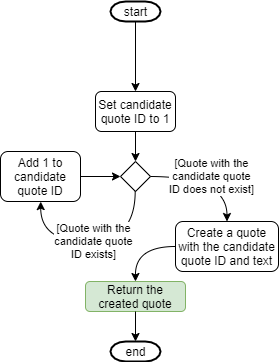 start
Set candidate
quote ID to 1
Add 1 to
candidate
quote ID
[Quote with the
candidate quote
ID does not exist]
[Quote with the
candidate quote
ID exists]
Create a quote
with the candidate
quote ID and text
Return the
created quote
end